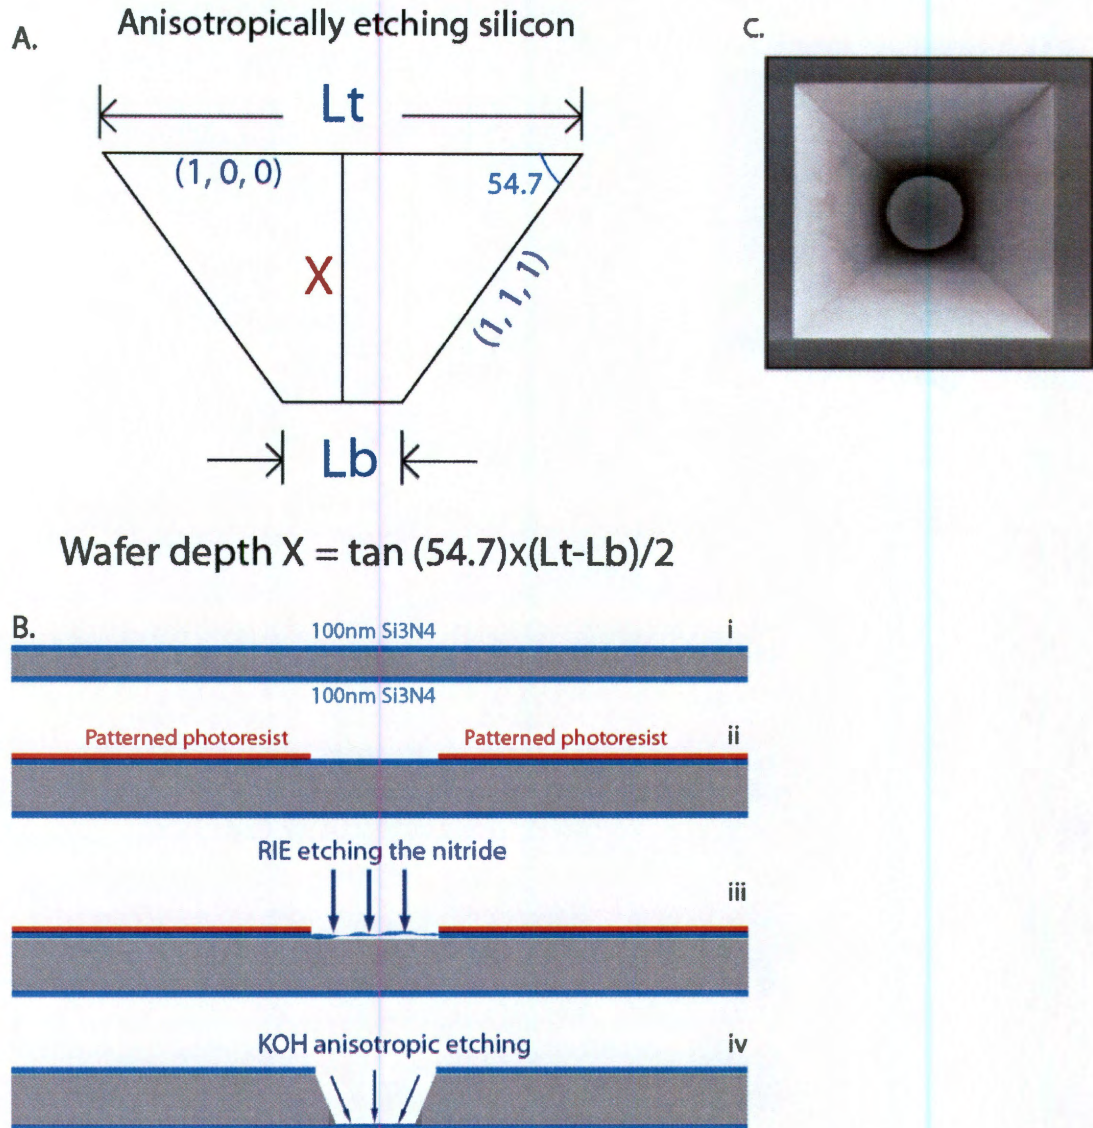 A.
Anisotropically etching silicon
C.
Lt
(1, 0, 0)
54.7
X
(1, 1, 1)
Lb
Wafer depth X = tan (54.7)x(Lt-Lb)/2
B.
100nm Si3N4
i
100nm Si3N4
Patterned photoresist
Patterned photoresist
ii
RIE etching the nitride
iii
KOH anisotropic etching
iv